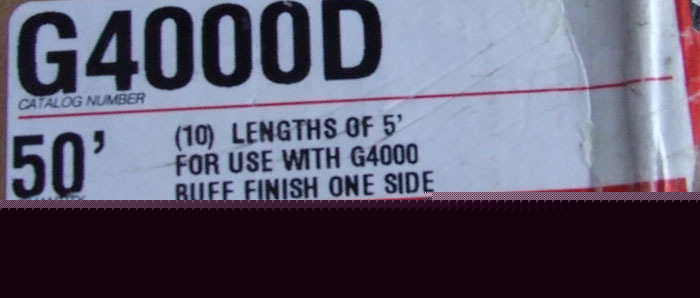 G4000D
CATALOG NUMBER
50'
(10) LENGTHS OF 5'
FOR USE WITH G4000
BUFF FINISH ONE SIDE